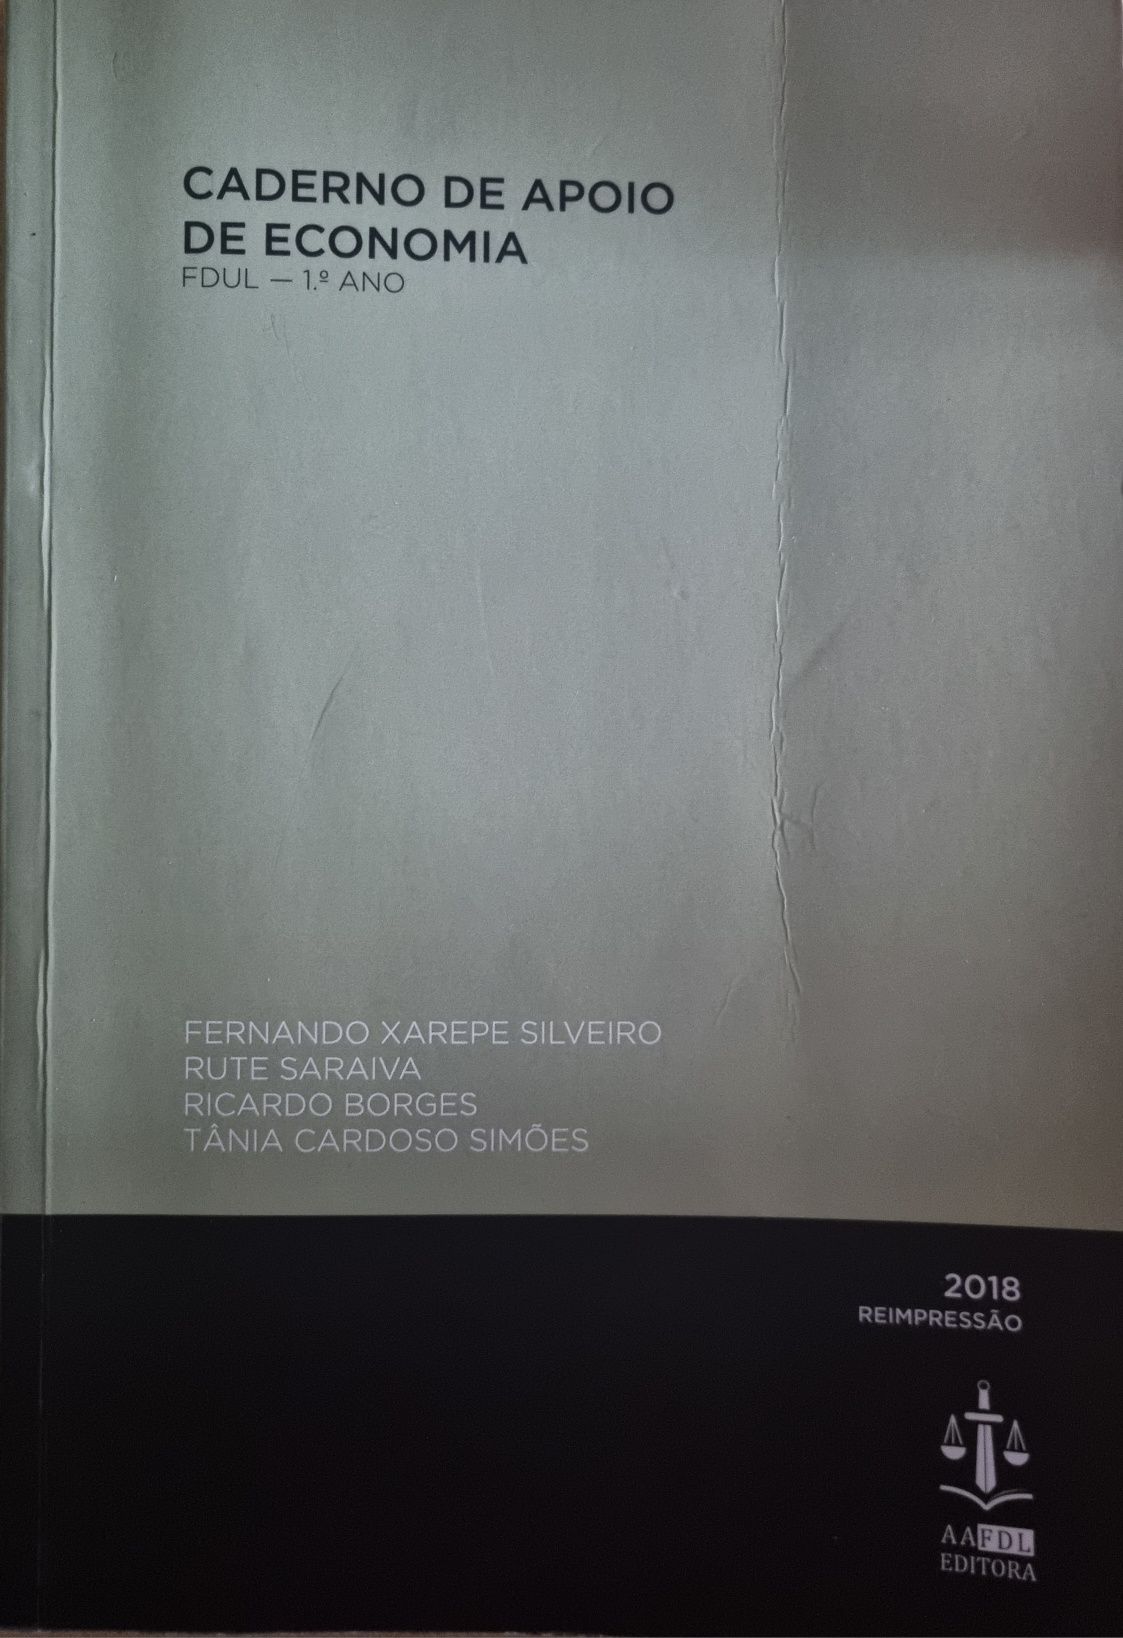 CADERNO DE APOIO
DE ECONOMIA
FDUL — 1.º ANO
FERNANDO XAREPE SILVEIRO
RUTE SARAIVA
RICARDO BORGES
TÂNIA CARDOSO SIMÕES
2018
REIMPRESSÃO
AAFDL
EDITORA